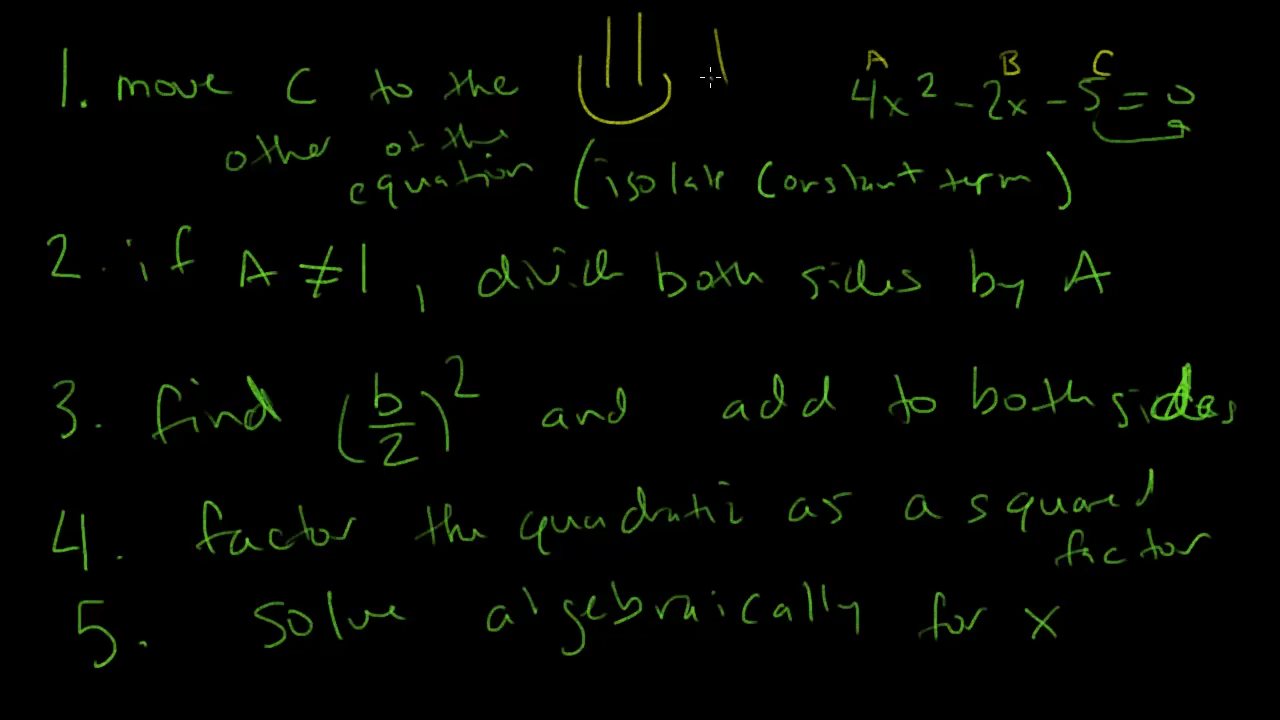 1. move C to the
other of the
equation (isolate constant term)
A B C
4x² - 2x - 5 = 0
2. if A ≠ 1, divide both sides by A
3. find (b/2)² and add to both sides
4. factor the quadratic as a squared
factor
5. solve algebraically for x